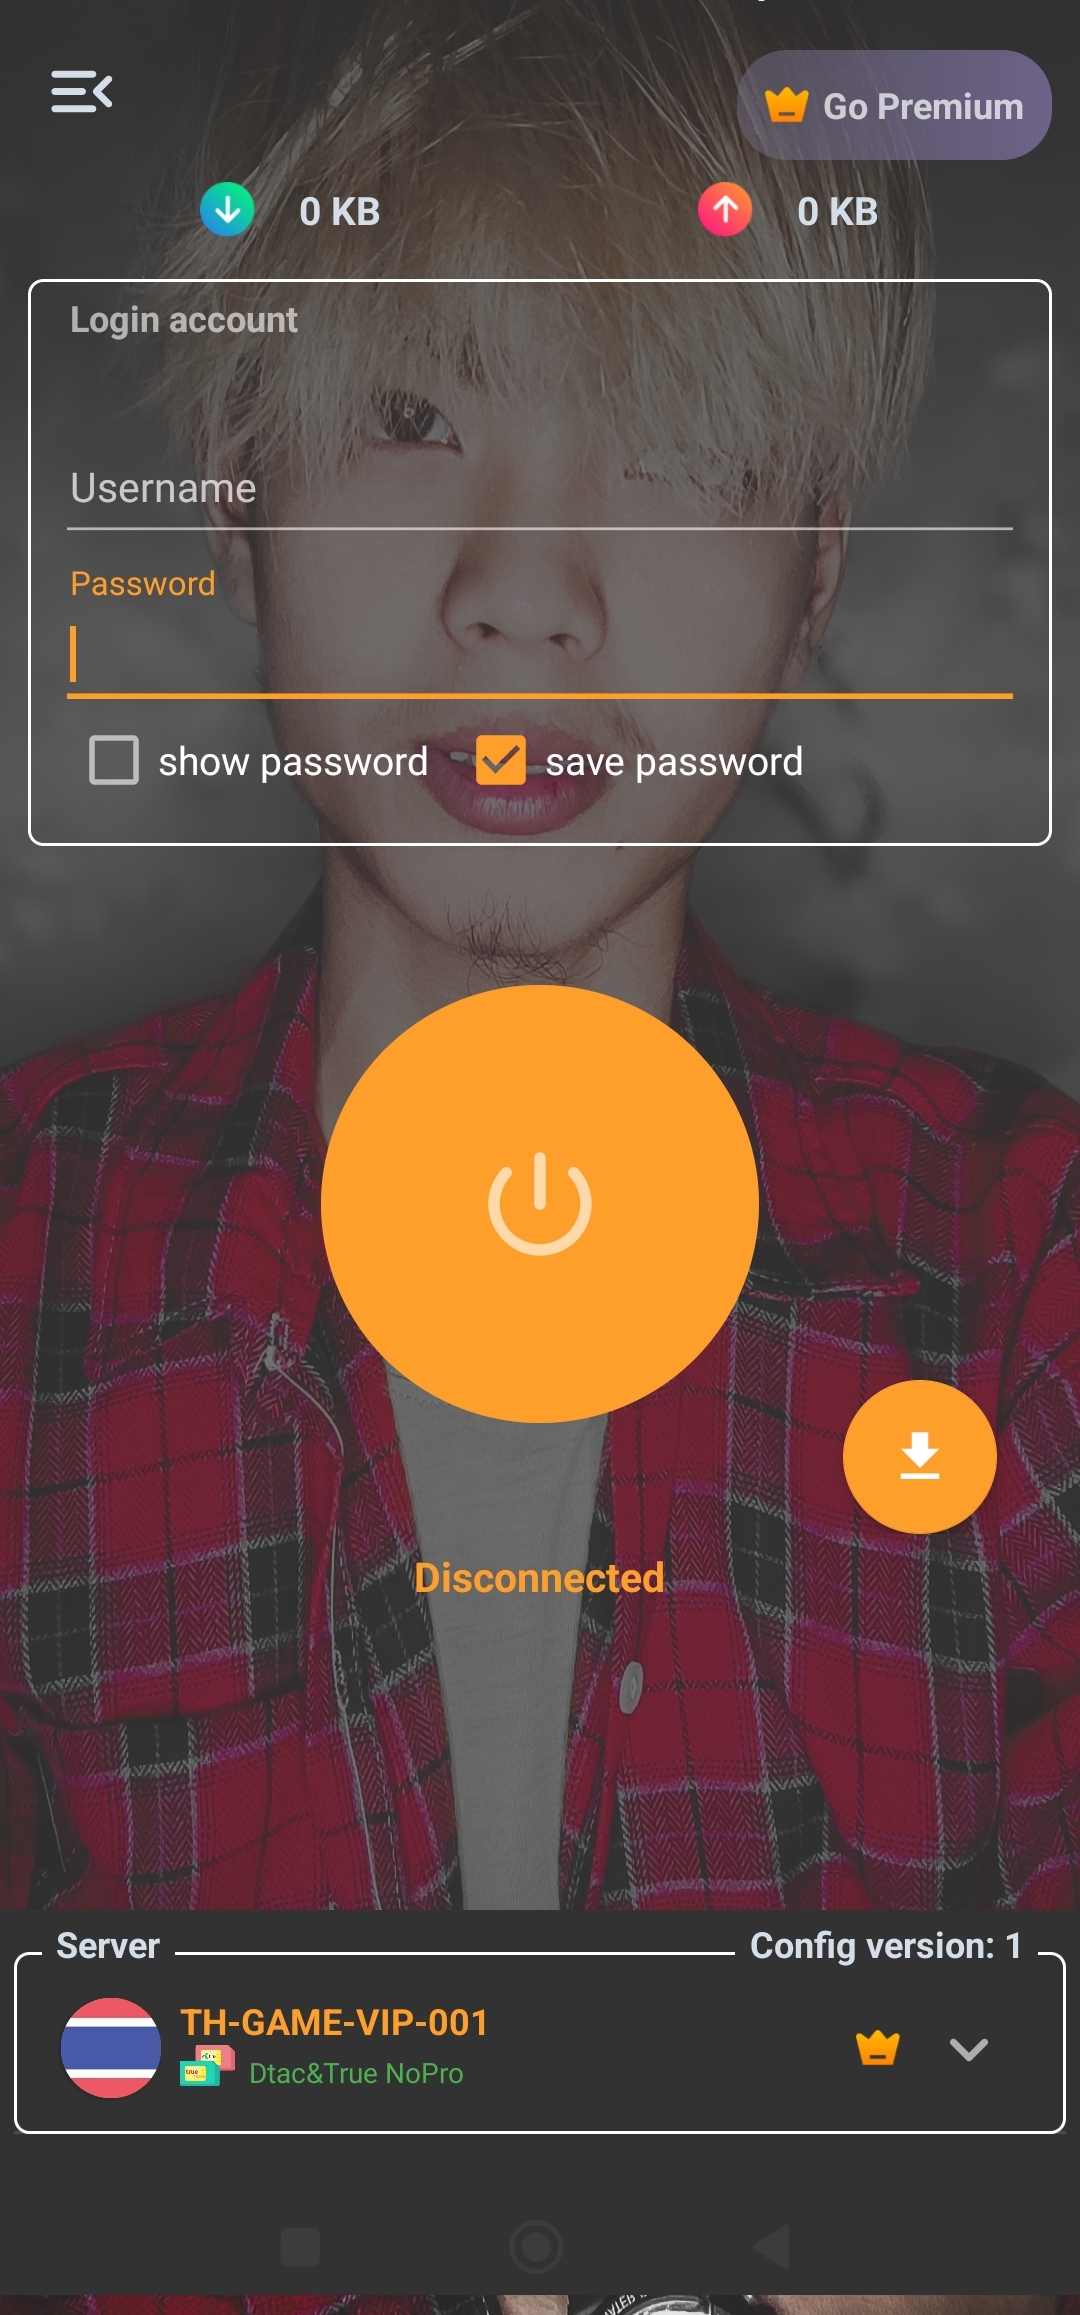 Go Premium
0 KB
0 KB
Login account
Username
Password
show password
save password
Disconnected
Server
Config version: 1
TH-GAME-VIP-001
Dtac&True NoPro